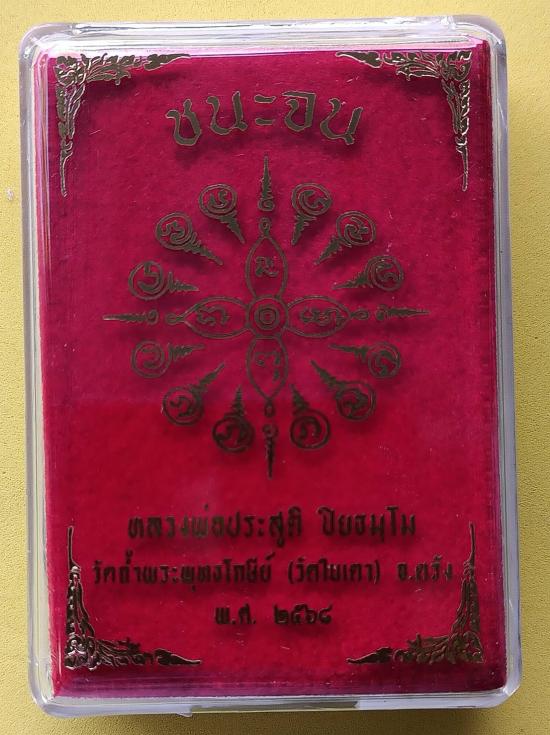 ชนะจน
หลวงพ่อประสูติ ปิยธมฺโม
วัดถ้ำพระพุทธโกษีย์ (วัดในเตา) จ.ตรัง
พ.ศ. ๒๕๖๘